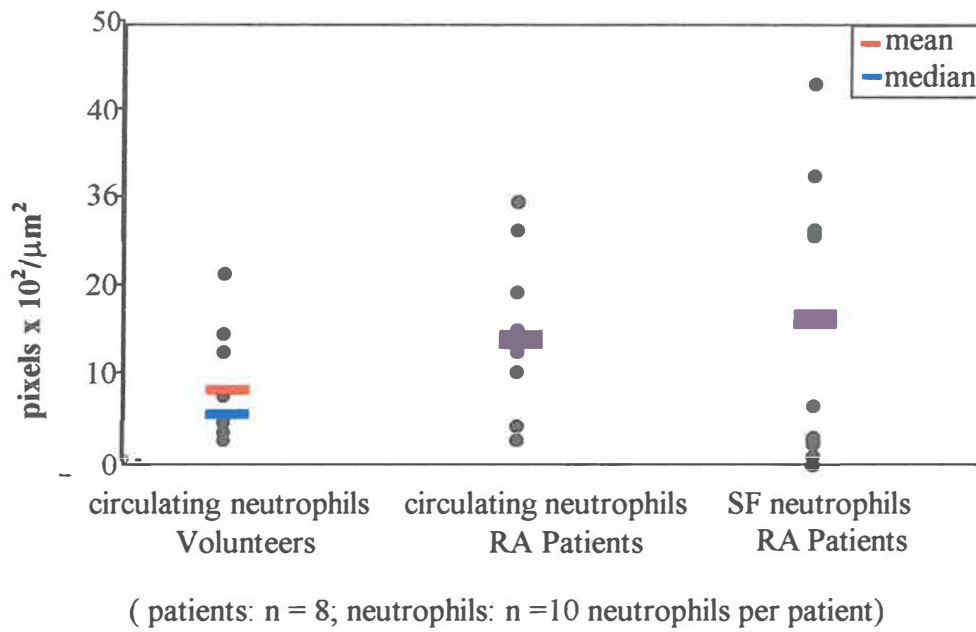 50
40
36
20
10
0
pixels x 10²/μm²
mean
median
circulating neutrophils
Volunteers
circulating neutrophils
RA Patients
SF neutrophils
RA Patients
( patients: n = 8; neutrophils: n =10 neutrophils per patient)